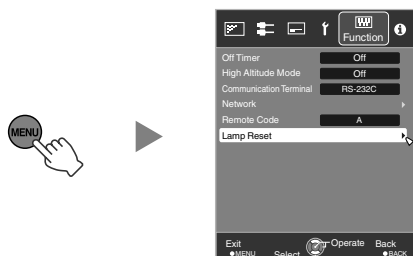 MENU
Function
Off Timer Off
High Altitude Mode Off
Communication Terminal RS-232C
Network
Remote Code A
Lamp Reset
Exit Operate Back
MENU Select BACK